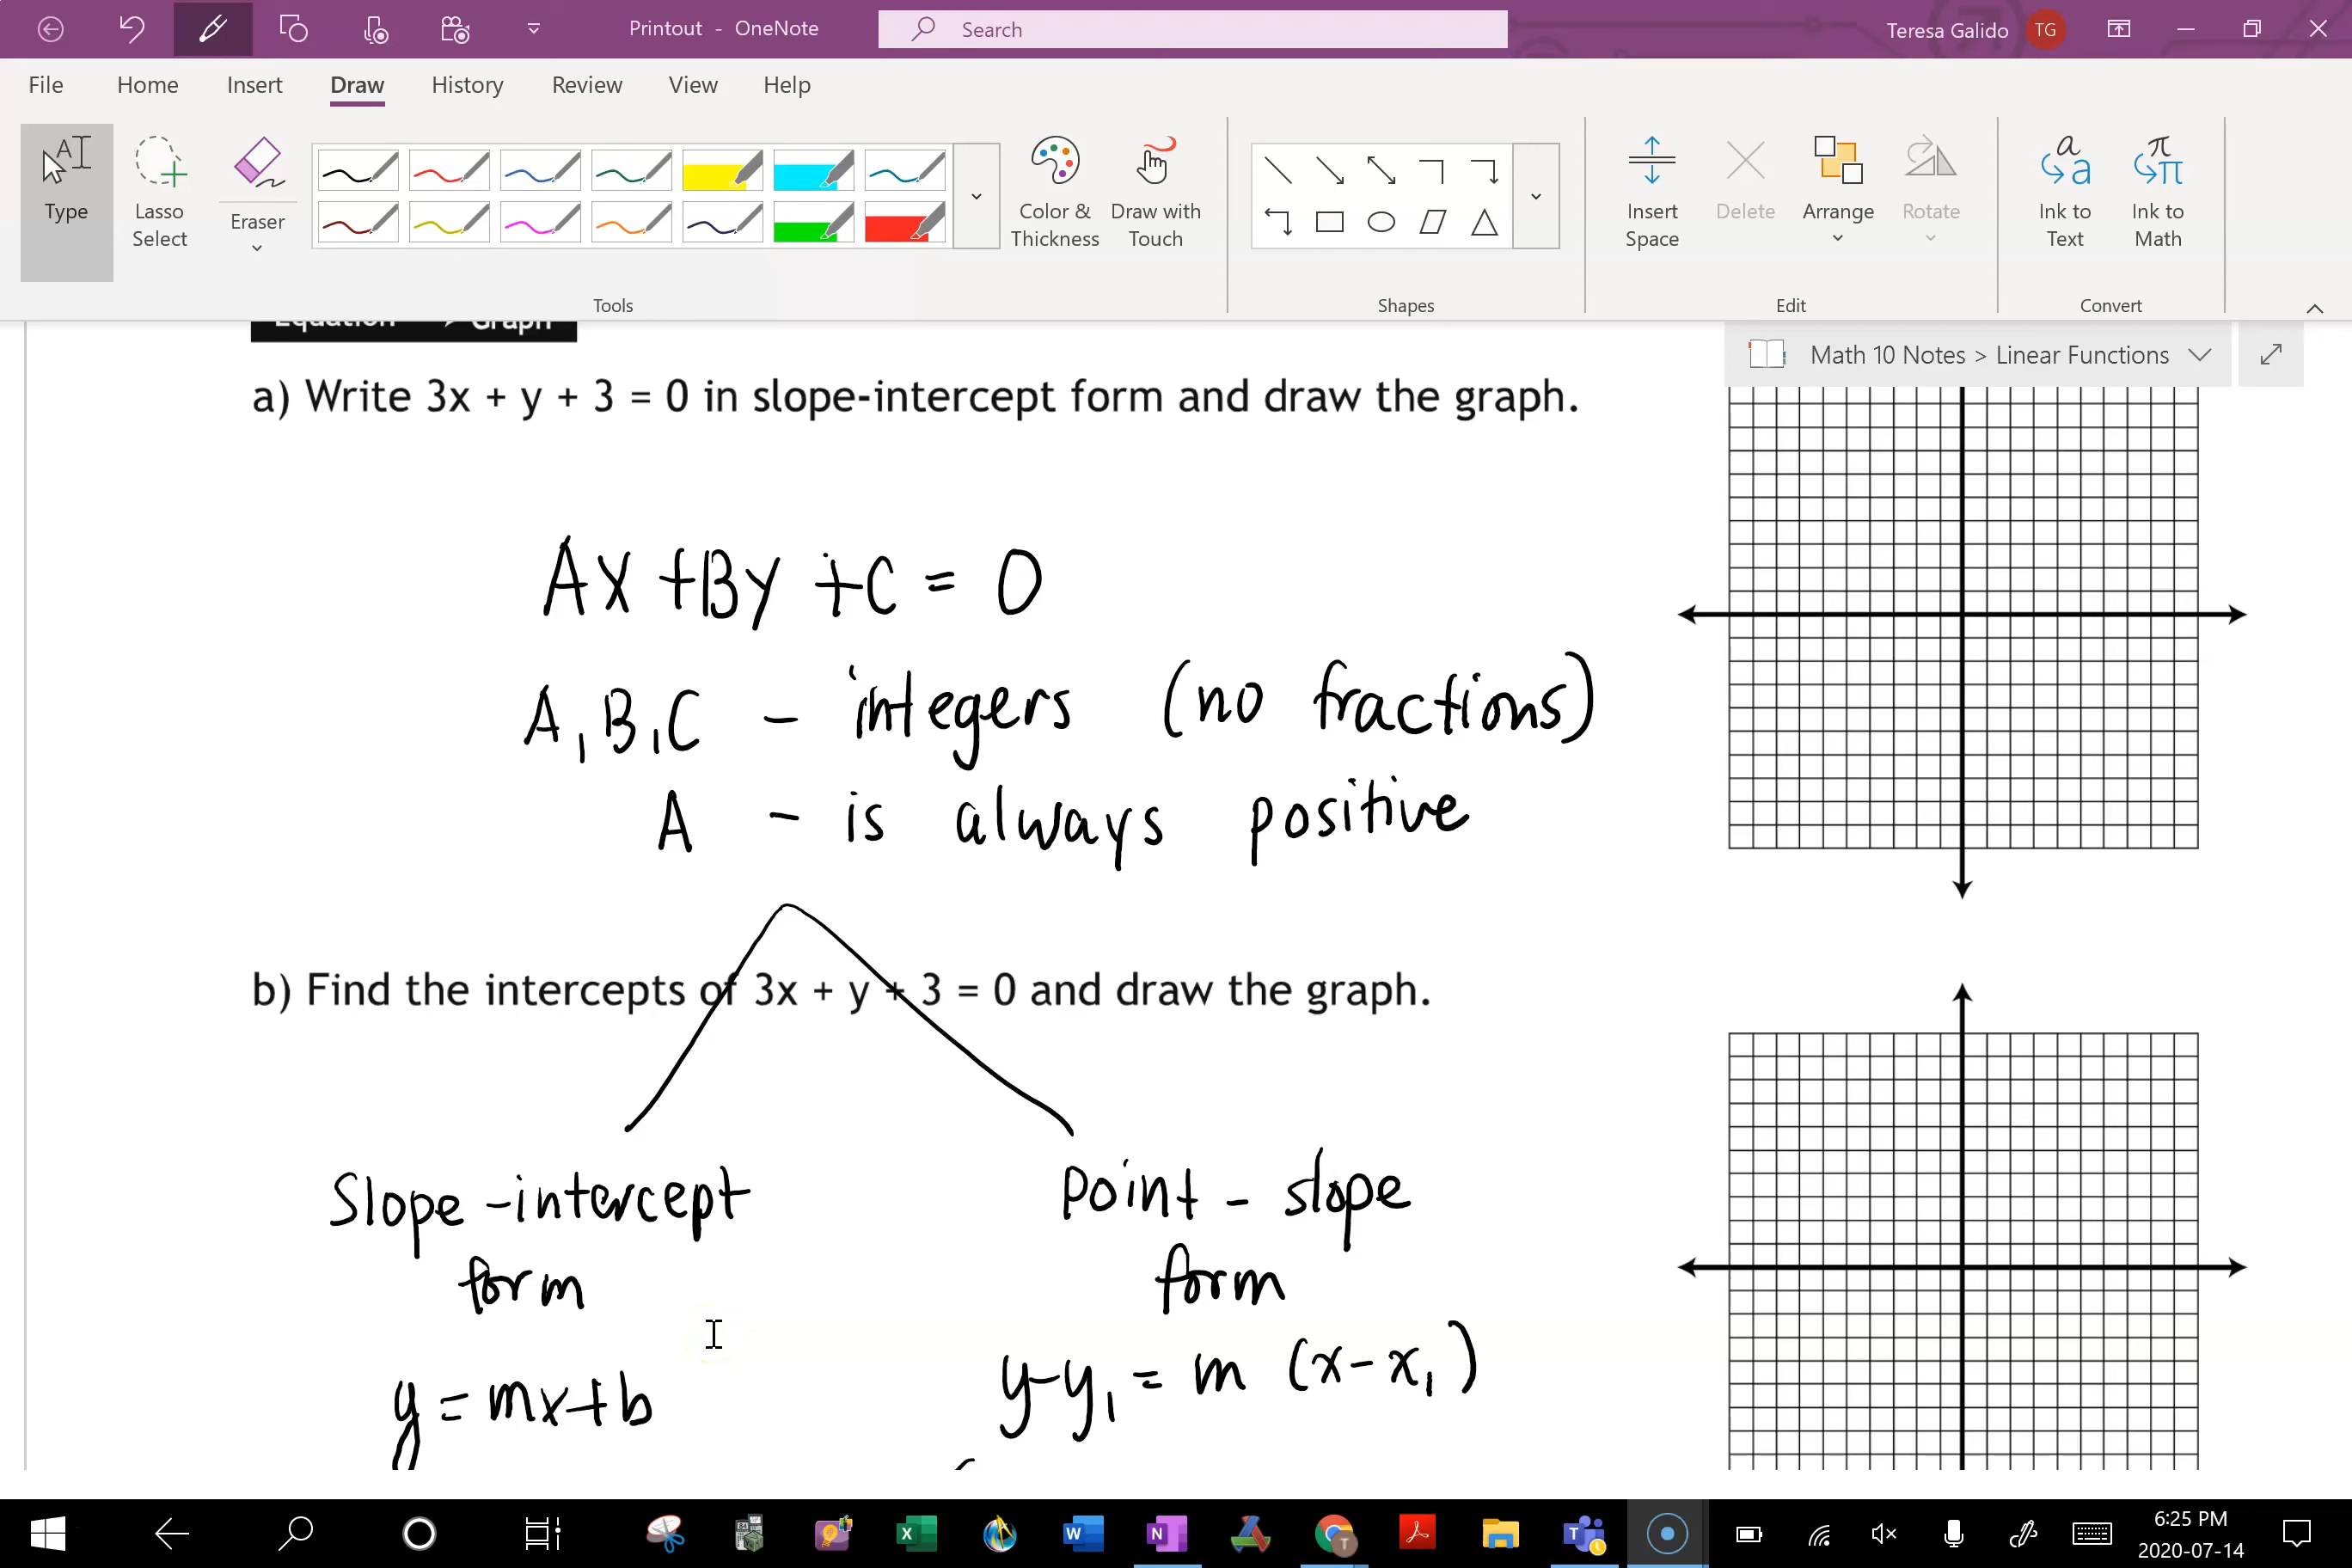 Printout - OneNote
Search
Teresa Galido
TG
File Home Insert Draw History Review View Help
Type
Lasso Select
Eraser
Color & Thickness
Draw with Touch
Insert Space
Delete
Arrange
Rotate
Ink to Text
Ink to Math
Tools
Shapes
Edit
Convert
Equation Graph
Math 10 Notes > Linear Functions
a) Write 3x + y + 3 = 0 in slope-intercept form and draw the graph.
Ax + By + C = 0
A, B, C - integers (no fractions)
A - is always positive
b) Find the intercepts of 3x + y + 3 = 0 and draw the graph.
Slope-intercept
form
y = mx+b
Point - slope
form
y-y₁ = m (x-x₁)
6:25 PM
2020-07-14